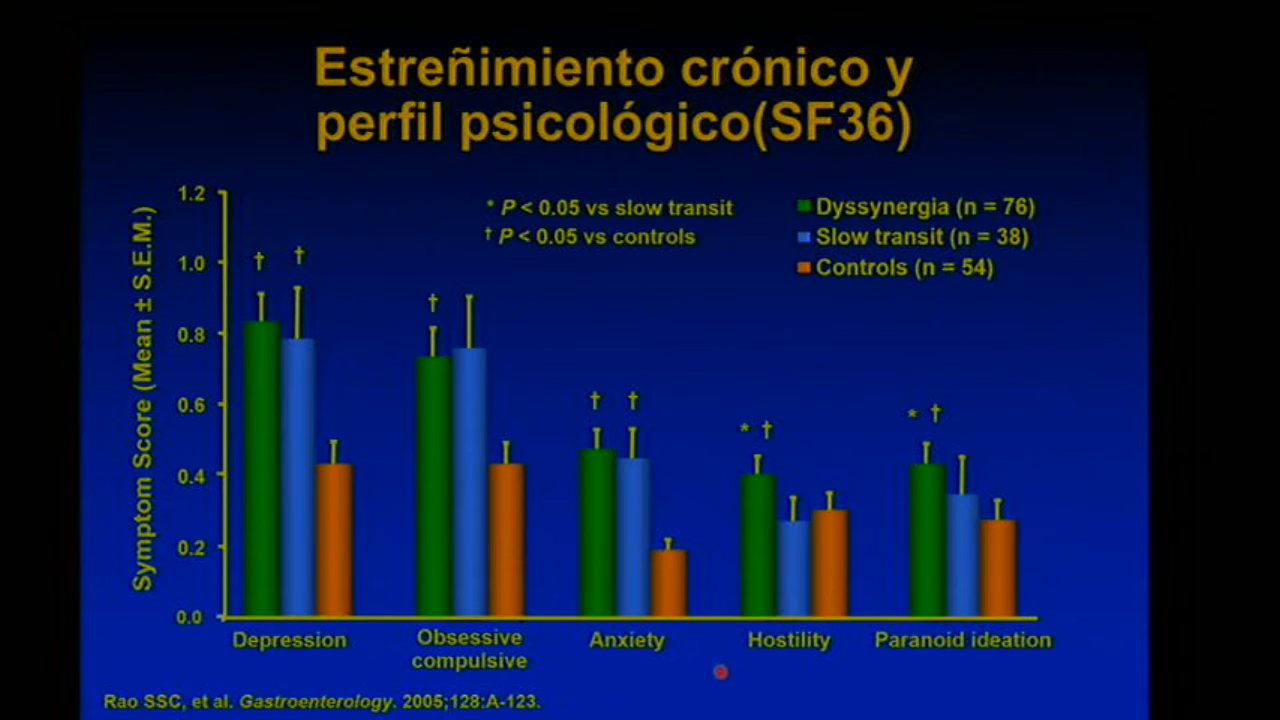 Estreñimiento crónico y
perfil psicológico(SF36)
* P < 0.05 vs slow transit
† P < 0.05 vs controls
Dyssynergia (n = 76)
Slow transit (n = 38)
Controls (n = 54)
Symptom Score (Mean ± S.E.M.)
1.2
1.0
0.8
0.6
0.4
0.2
0.0
† †
†
† †
* †
* †
Depression
Obsessive
compulsive
Anxiety
Hostility
Paranoid ideation
Rao SSC, et al. Gastroenterology. 2005;128:A-123.